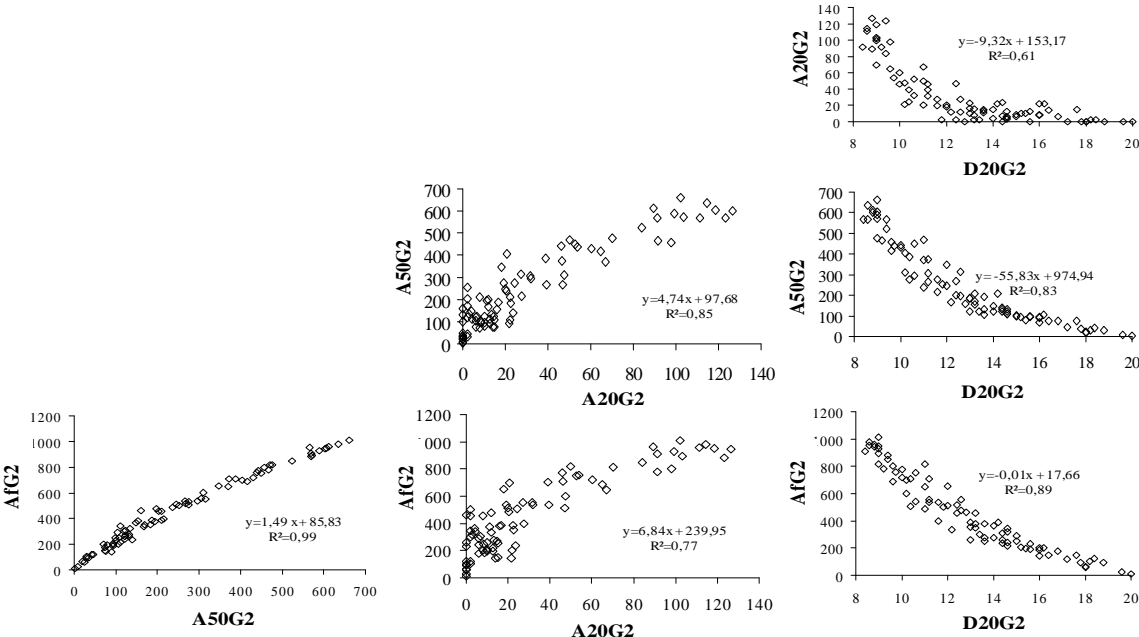 140
120
100
80
60
40
20
0
A20G2
y=-9,32x + 153,17
R²=0,61
8 10 12 14 16 18 20
D20G2
700
600
500
400
300
200
100
0
A50G2
y=4,74x + 97,68
R²=0,85
0 20 40 60 80 100 120 140
A20G2
700
600
500
400
300
200
100
0
A50G2
y= -55,83x + 974,94
R²=0,83
8 10 12 14 16 18 20
D20G2
1200
1000
800
600
400
200
0
AfG2
y=1,49 x + 85,83
R²=0,99
0 100 200 300 400 500 600 700
A50G2
1200
800
600
400
200
0
AfG2
y=6,84x + 239,95
R²=0,77
0 20 40 60 80 100 120 140
A20G2
1200
1000
800
600
400
200
0
AfG2
y=-0,01x + 17,66
R²=0,89
8 10 12 14 16 18 20
D20G2